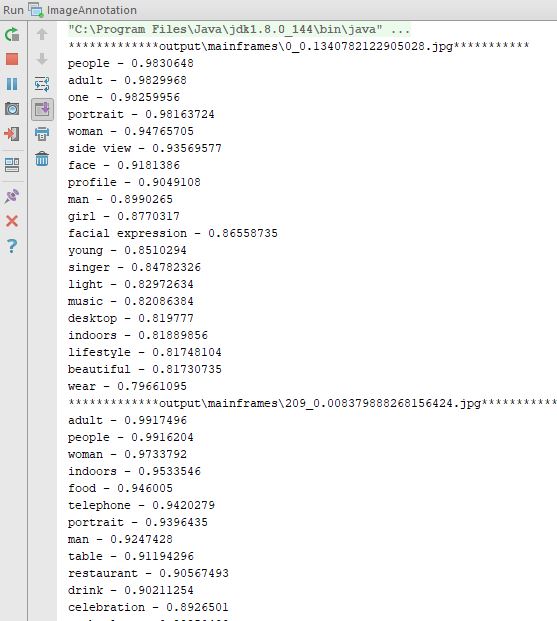 Run ImageAnnotation
"C:\Program Files\Java\jdk1.8.0_144\bin\java" ...
*************output\mainframes\0_0.1340782122905028.jpg***********
people - 0.9830648
adult - 0.9829968
one - 0.98259956
portrait - 0.98163724
woman - 0.94765705
side view - 0.93569577
face - 0.9181386
profile - 0.9049108
man - 0.8990265
girl - 0.8770317
facial expression - 0.86558735
young - 0.8510294
singer - 0.84782326
light - 0.82972634
music - 0.82086384
desktop - 0.819777
indoors - 0.81889856
lifestyle - 0.81748104
beautiful - 0.81730735
wear - 0.79661095
*************output\mainframes\209_0.008379888268156424.jpg***********
adult - 0.9917496
people - 0.9916204
woman - 0.9733792
indoors - 0.9533546
food - 0.946005
telephone - 0.9420279
portrait - 0.9396435
man - 0.9247428
table - 0.91194296
restaurant - 0.90567493
drink - 0.90211254
celebration - 0.8926501